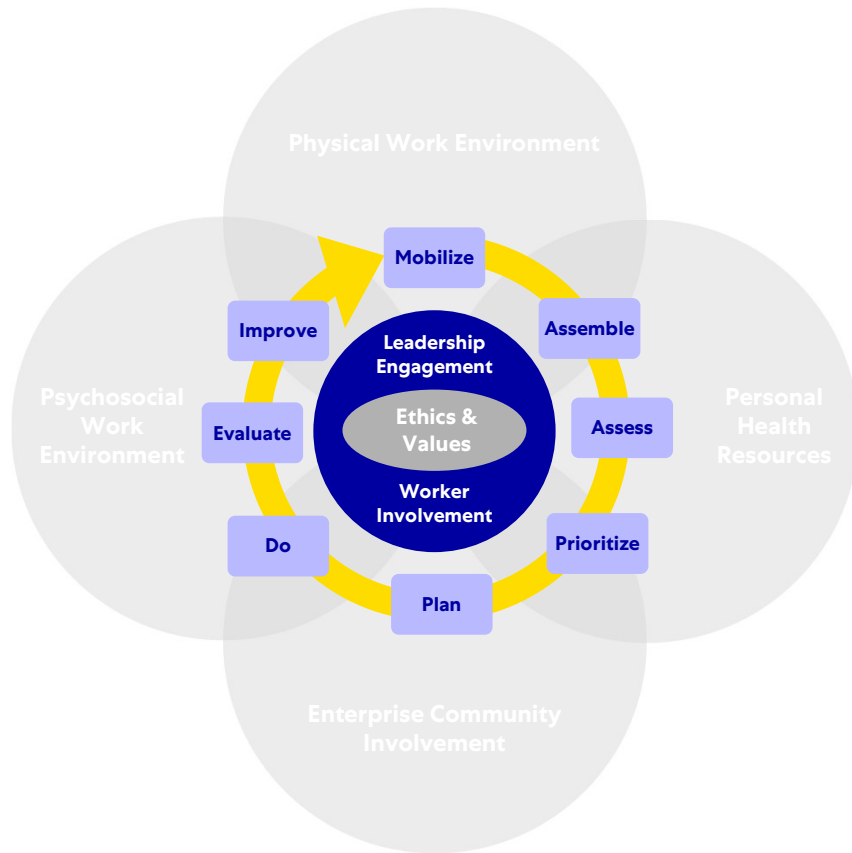 Physical Work Environment
Mobilize
Improve
Assemble
Leadership
Engagement
Psychosocial
Work
Environment
Evaluate
Ethics &
Values
Assess
Personal
Health
Resources
Worker
Involvement
Do
Prioritize
Plan
Enterprise Community
Involvement